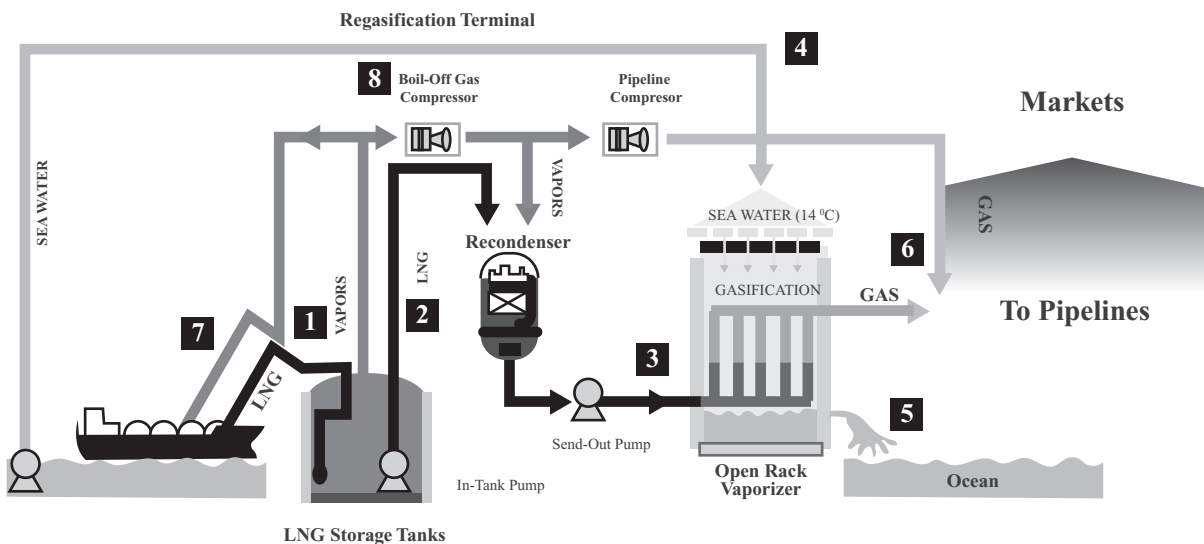 Regasification Terminal
4
8
Boil-Off Gas
Compressor
Pipeline
Compresor
Markets
SEA WATER
VAPORS
GAS
SEA WATER (14 ⁰C)
Recondenser
LNG
6
GASIFICATION
GAS
1
VAPORS
2
To Pipelines
7
3
LNG
5
Send-Out Pump
Open Rack
Vaporizer
In-Tank Pump
Ocean
LNG Storage Tanks